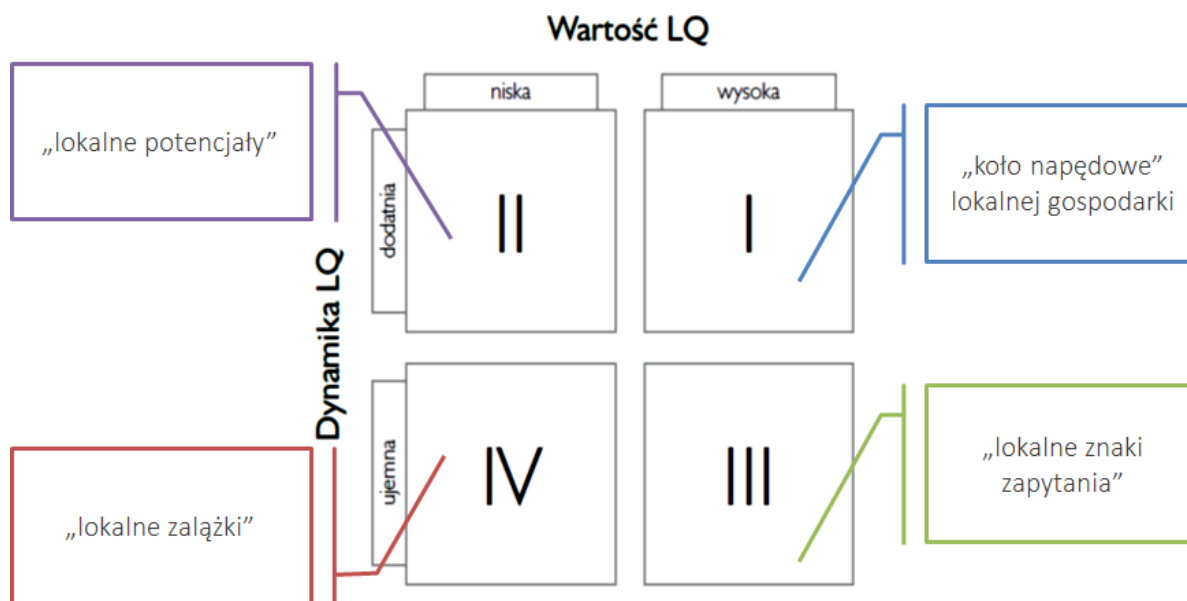 Wartość LQ
niska
wysoka
„lokalne potencjały”
dodatnia
II
I
„koło napędowe”
lokalnej gospodarki
Dynamika LQ
„lokalne zalążki”
ujemna
IV
III
„lokalne znaki
zapytania”